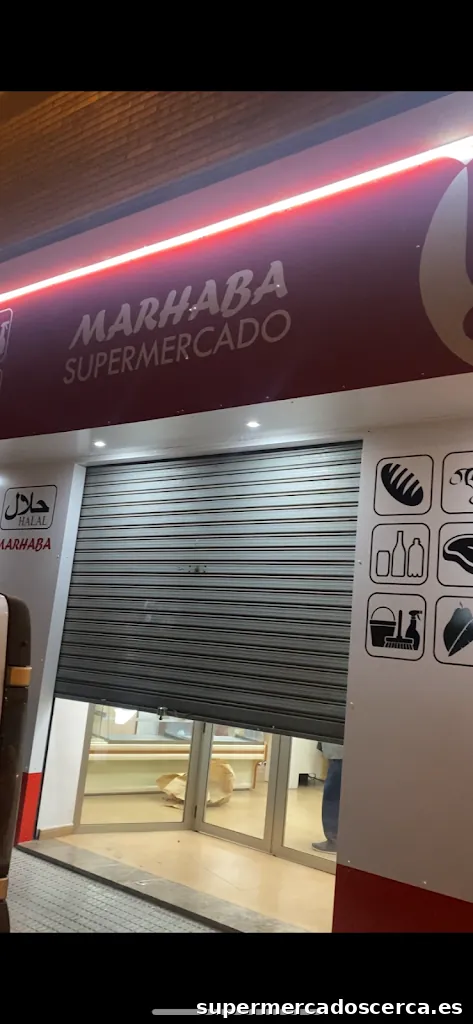 MARHABA
SUPERMERCADO
حلال
HALAL
MARHABA
supermercadoscerca.es